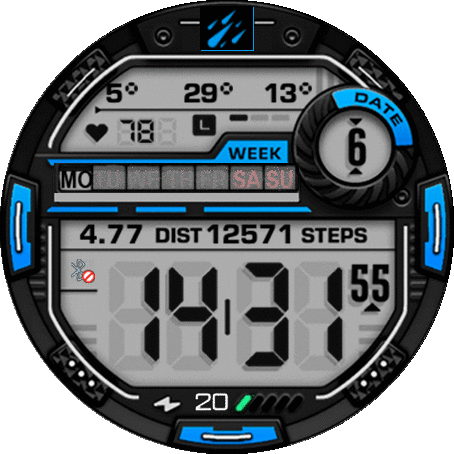 5° 29° 13°
DATE
78 L
6
WEEK
MO TU WE TH FR SA SU
4.77 DIST 12571 STEPS
14:31 55
20